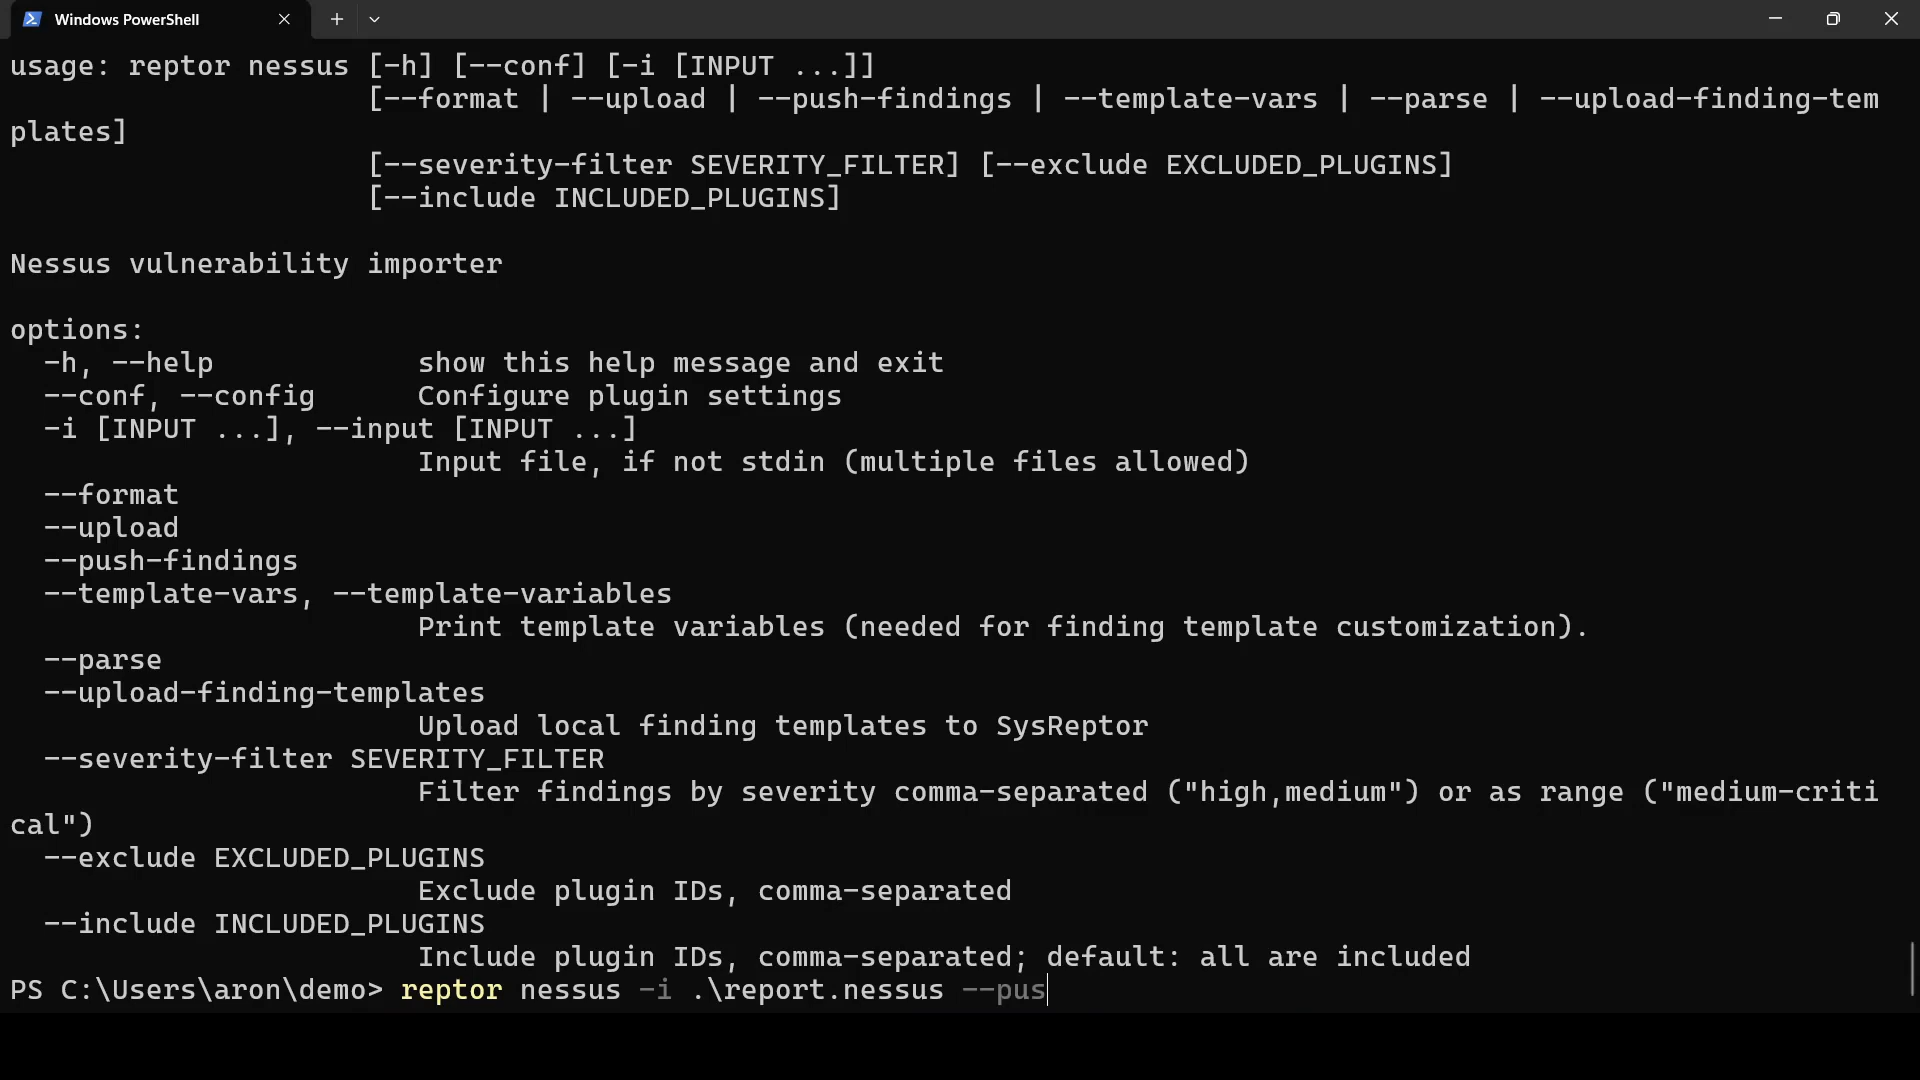 Windows PowerShell
usage: reptor nessus [-h] [--conf] [-i [INPUT ...]]
[--format | --upload | --push-findings | --template-vars | --parse | --upload-finding-tem
plates]
[--severity-filter SEVERITY_FILTER] [--exclude EXCLUDED_PLUGINS]
[--include INCLUDED_PLUGINS]
Nessus vulnerability importer
options:
-h, --help show this help message and exit
--conf, --config Configure plugin settings
-i [INPUT ...], --input [INPUT ...]
Input file, if not stdin (multiple files allowed)
--format
--upload
--push-findings
--template-vars, --template-variables
Print template variables (needed for finding template customization).
--parse
--upload-finding-templates
Upload local finding templates to SysReptor
--severity-filter SEVERITY_FILTER
Filter findings by severity comma-separated ("high,medium") or as range ("medium-criti
cal")
--exclude EXCLUDED_PLUGINS
Exclude plugin IDs, comma-separated
--include INCLUDED_PLUGINS
Include plugin IDs, comma-separated; default: all are included
PS C:\Users\aron\demo> reptor nessus -i .\report.nessus --pus